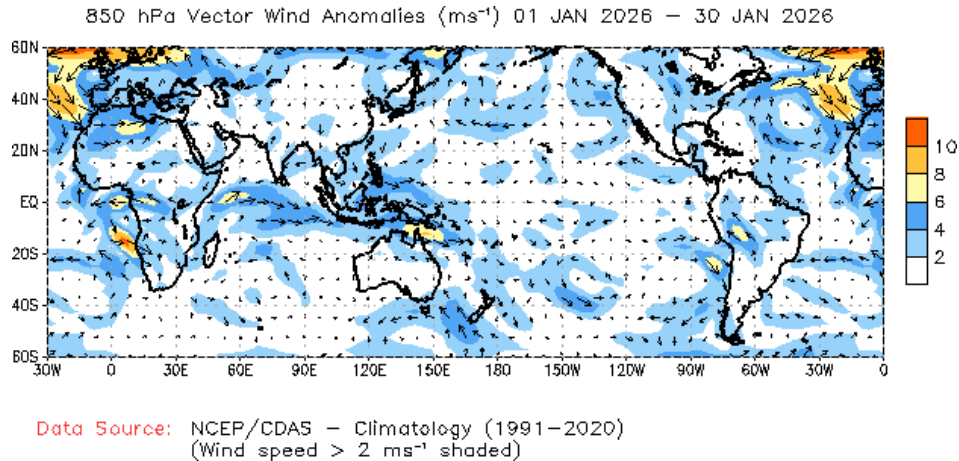 850 hPa Vector Wind Anomalies (ms⁻¹) 01 JAN 2026 – 30 JAN 2026
60N
40N
20N
EQ
20S
40S
60S
30W 0 30E 60E 90E 120E 150E 180 150W 120W 90W 60W 30W 0
10
8
6
4
2
Data Source: NCEP/CDAS – Climatology (1991–2020)
(Wind speed > 2 ms⁻¹ shaded)